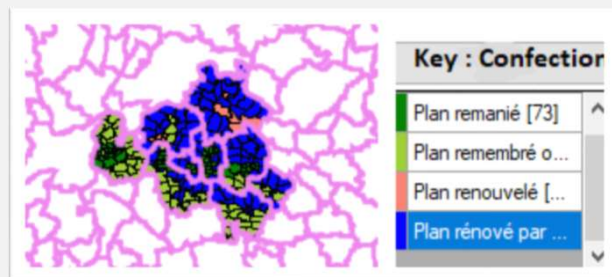 Key : Confection
Plan remanié [73]
Plan remembré o...
Plan renouvelé [...
Plan rénové par ...